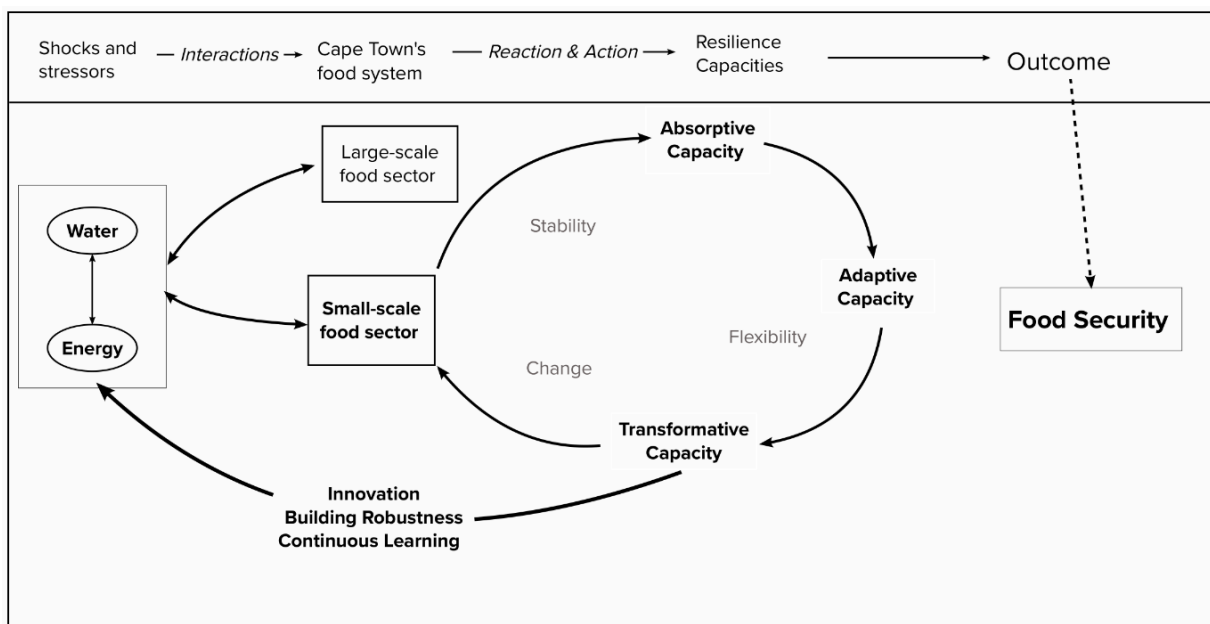 Shocks and
stressors
Interactions
Cape Town's
food system
Reaction & Action
Resilience
Capacities
Outcome
Large-scale
food sector
Absorptive
Capacity
Water
Stability
Small-scale
food sector
Adaptive
Capacity
Food Security
Energy
Flexibility
Change
Transformative
Capacity
Innovation
Building Robustness
Continuous Learning